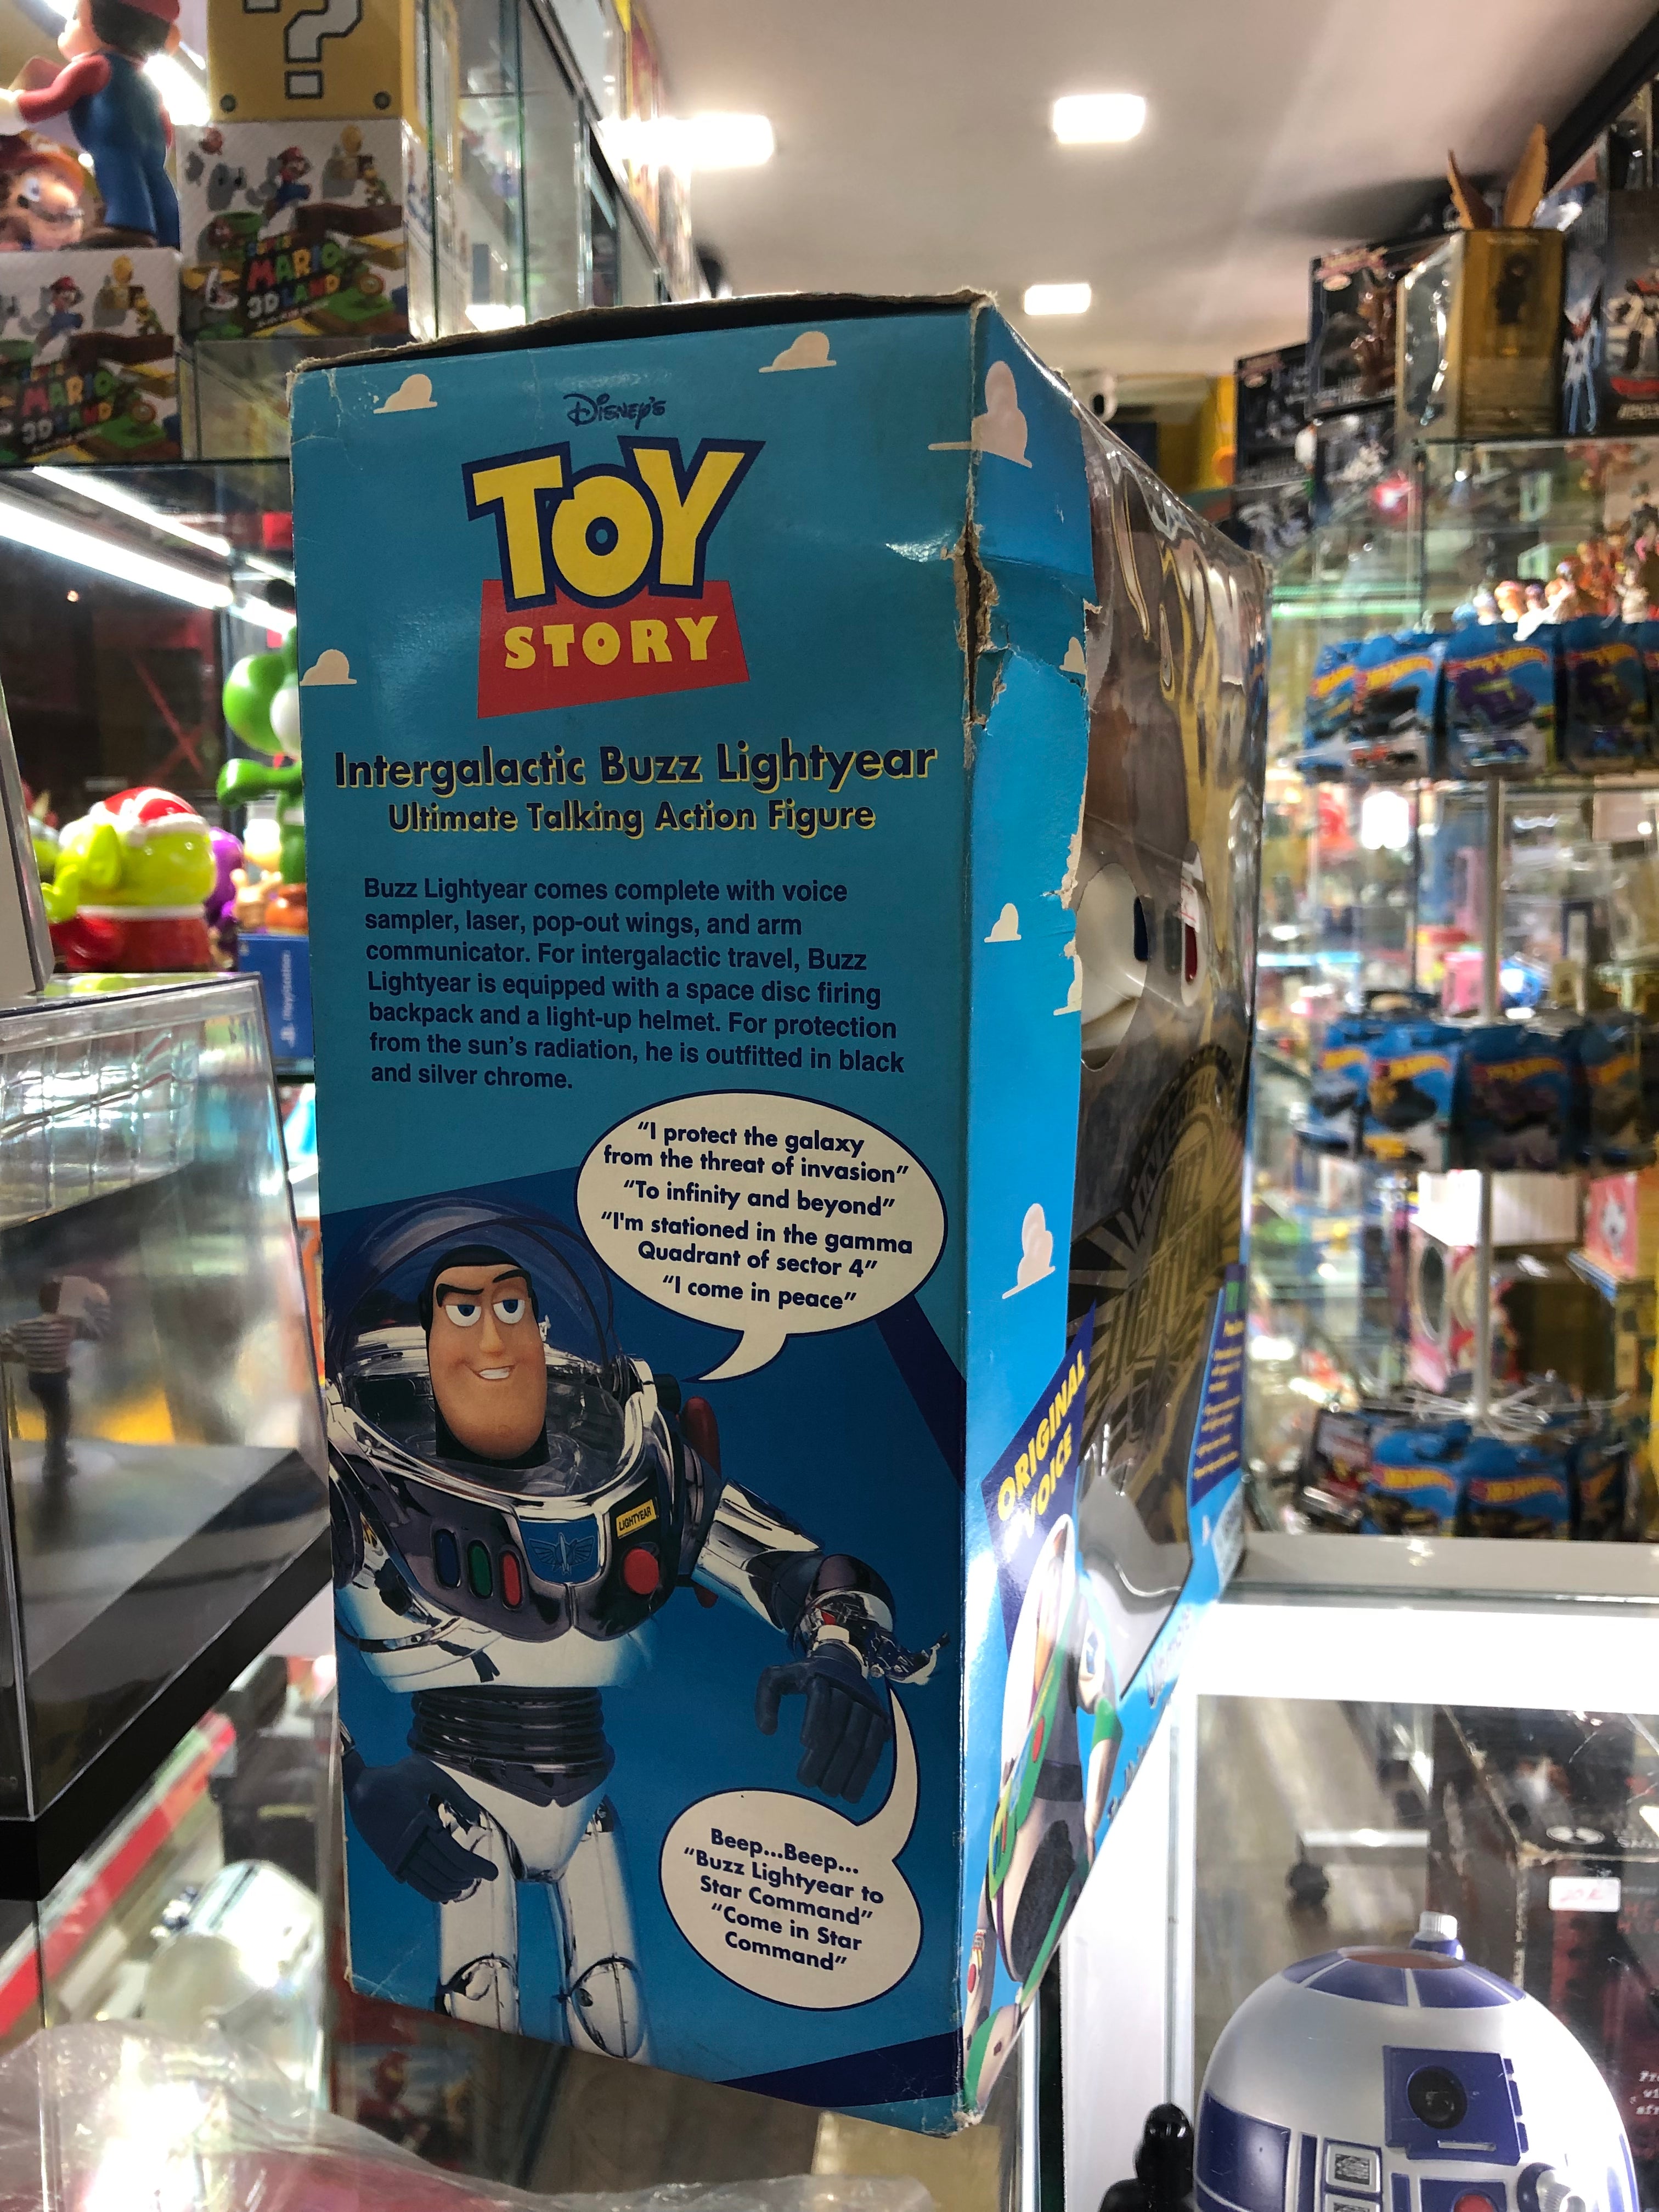 DISNEY'S
TOY
STORY
Intergalactic Buzz Lightyear
Ultimate Talking Action Figure
Buzz Lightyear comes complete with voice
sampler, laser, pop-out wings, and arm
communicator. For intergalactic travel, Buzz
Lightyear is equipped with a space disc firing
backpack and a light-up helmet. For protection
from the sun's radiation, he is outfitted in black
and silver chrome.
“I protect the galaxy
from the threat of invasion”
“To infinity and beyond”
“I'm stationed in the gamma
Quadrant of sector 4”
“I come in peace”
LIGHTYEAR
Beep...Beep...
“Buzz Lightyear to
Star Command”
“Come in Star
Command”
ORIGINAL
VOICE
?
SUPER
MARIO
3D LAND
SUPER
MARIO
3D LAND
PlayStation